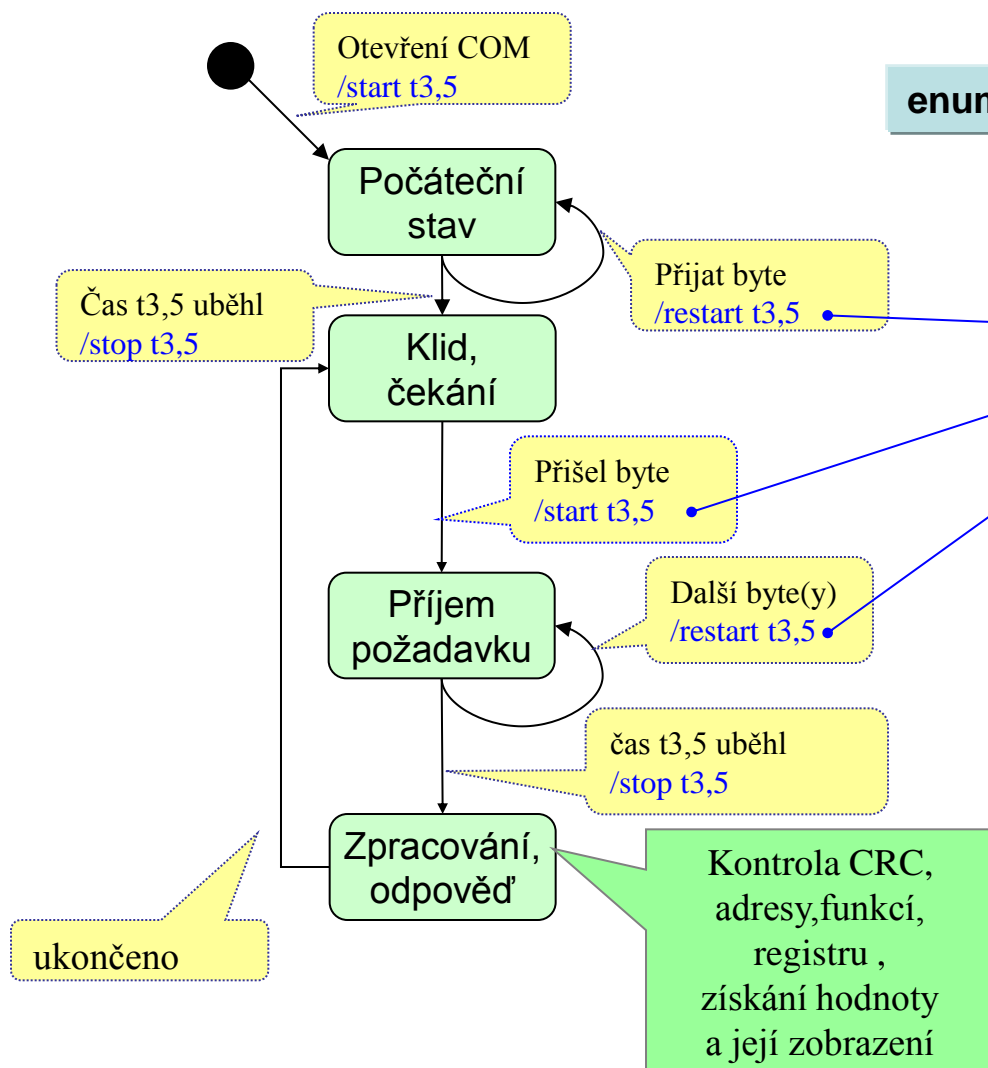 Otevření COM
/start t3,5
enum
Počáteční
stav
Přijat byte
/restart t3,5
Čas t3,5 uběhl
/stop t3,5
Klid,
čekání
Přišel byte
/start t3,5
Další byte(y)
/restart t3,5
Příjem
požadavku
čas t3,5 uběhl
/stop t3,5
Zpracování,
odpověď
Kontrola CRC,
adresy,funkcí,
registru ,
získání hodnoty
a její zobrazení
ukončeno